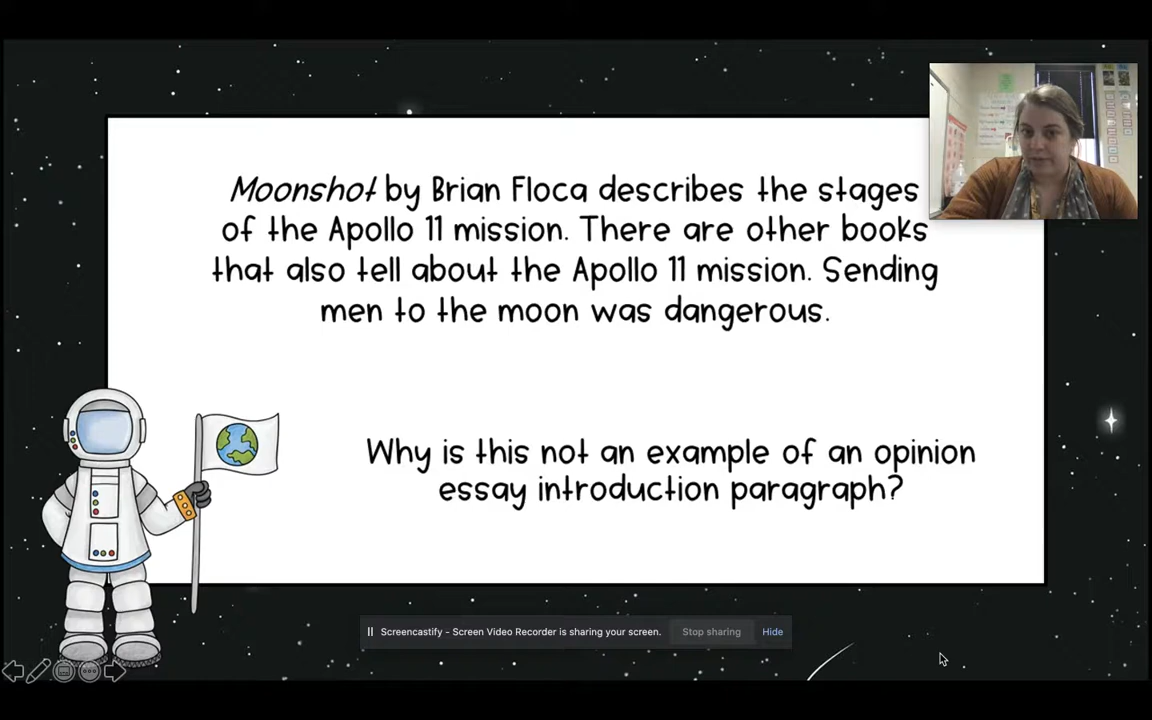 Moonshot by Brian Floca describes the stages
of the Apollo 11 mission. There are other books
that also tell about the Apollo 11 mission. Sending
men to the moon was dangerous.
Why is this not an example of an opinion
essay introduction paragraph?
Screencastify - Screen Video Recorder is sharing your screen. Stop sharing Hide